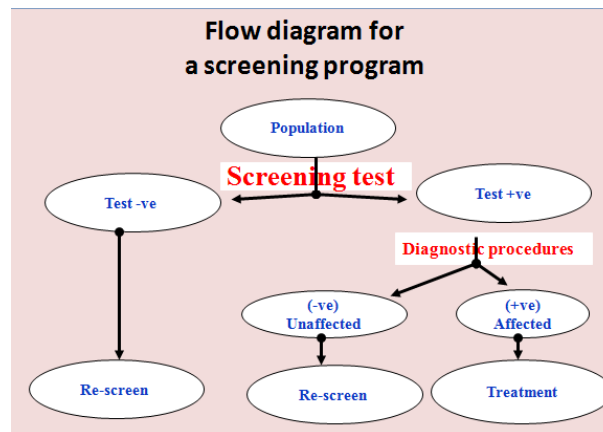 Flow diagram for
a screening program
Population
Screening test
Test -ve
Test +ve
Diagnostic procedures
(-ve)
Unaffected
(+ve)
Affected
Re-screen
Re-screen
Treatment